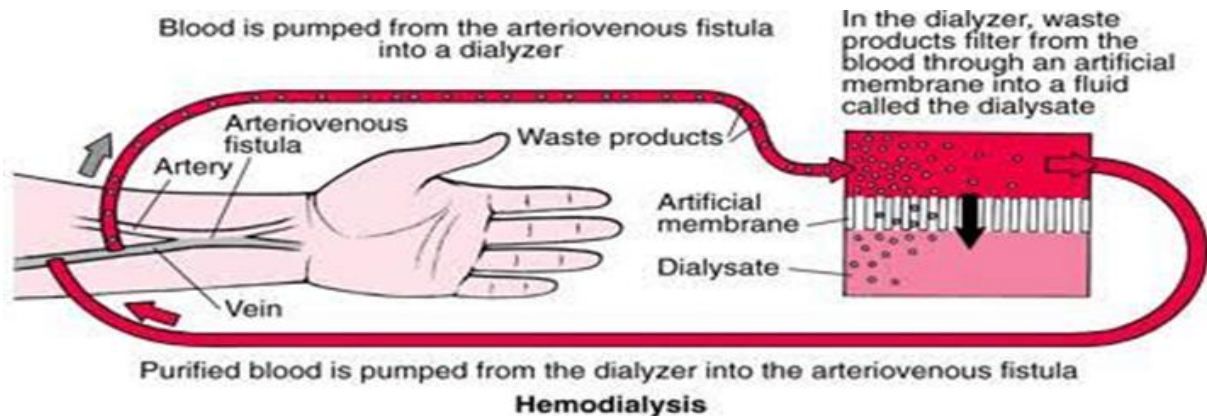 Blood is pumped from the arteriovenous fistula
into a dialyzer
In the dialyzer, waste
products filter from the
blood through an artificial
membrane into a fluid
called the dialysate
Arteriovenous
fistula
Artery
Waste products
Artificial
membrane
Dialysate
Vein
Purified blood is pumped from the dialyzer into the arteriovenous fistula
Hemodialysis